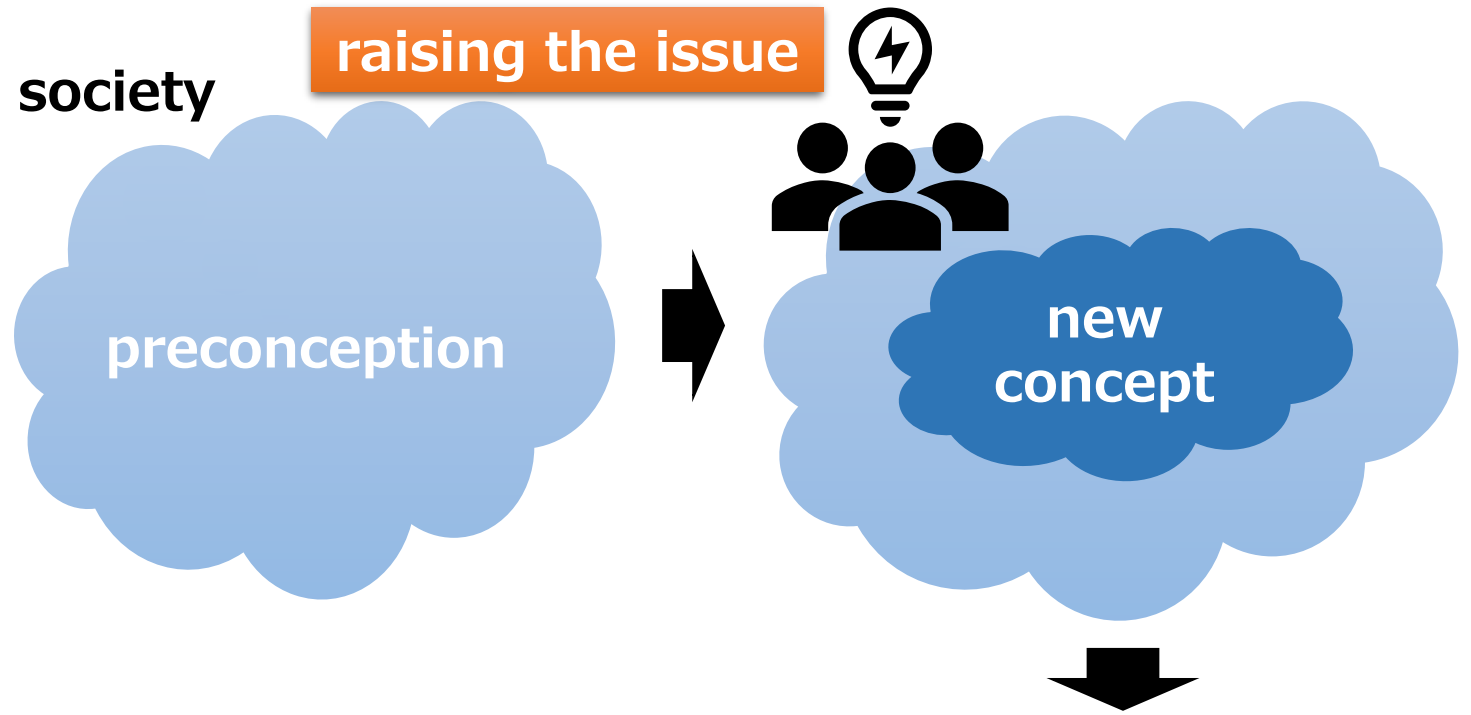 raising the issue
society
preconception
new
concept